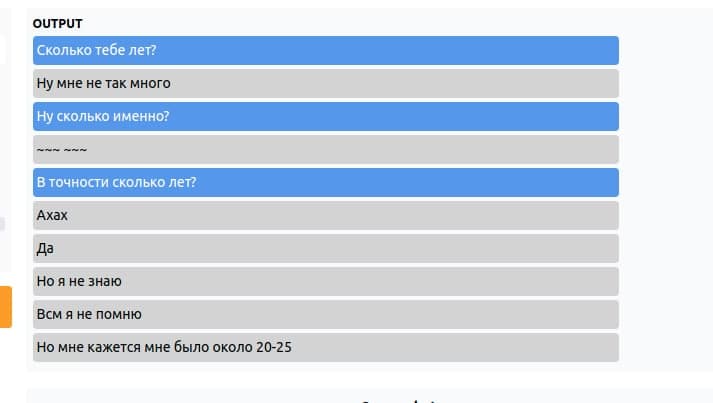 OUTPUT
Сколько тебе лет?
Ну мне не так много
Ну сколько именно?
~~~ ~~~
В точности сколько лет?
Ахах
Да
Но я не знаю
Всм я не помню
Но мне кажется мне было около 20-25